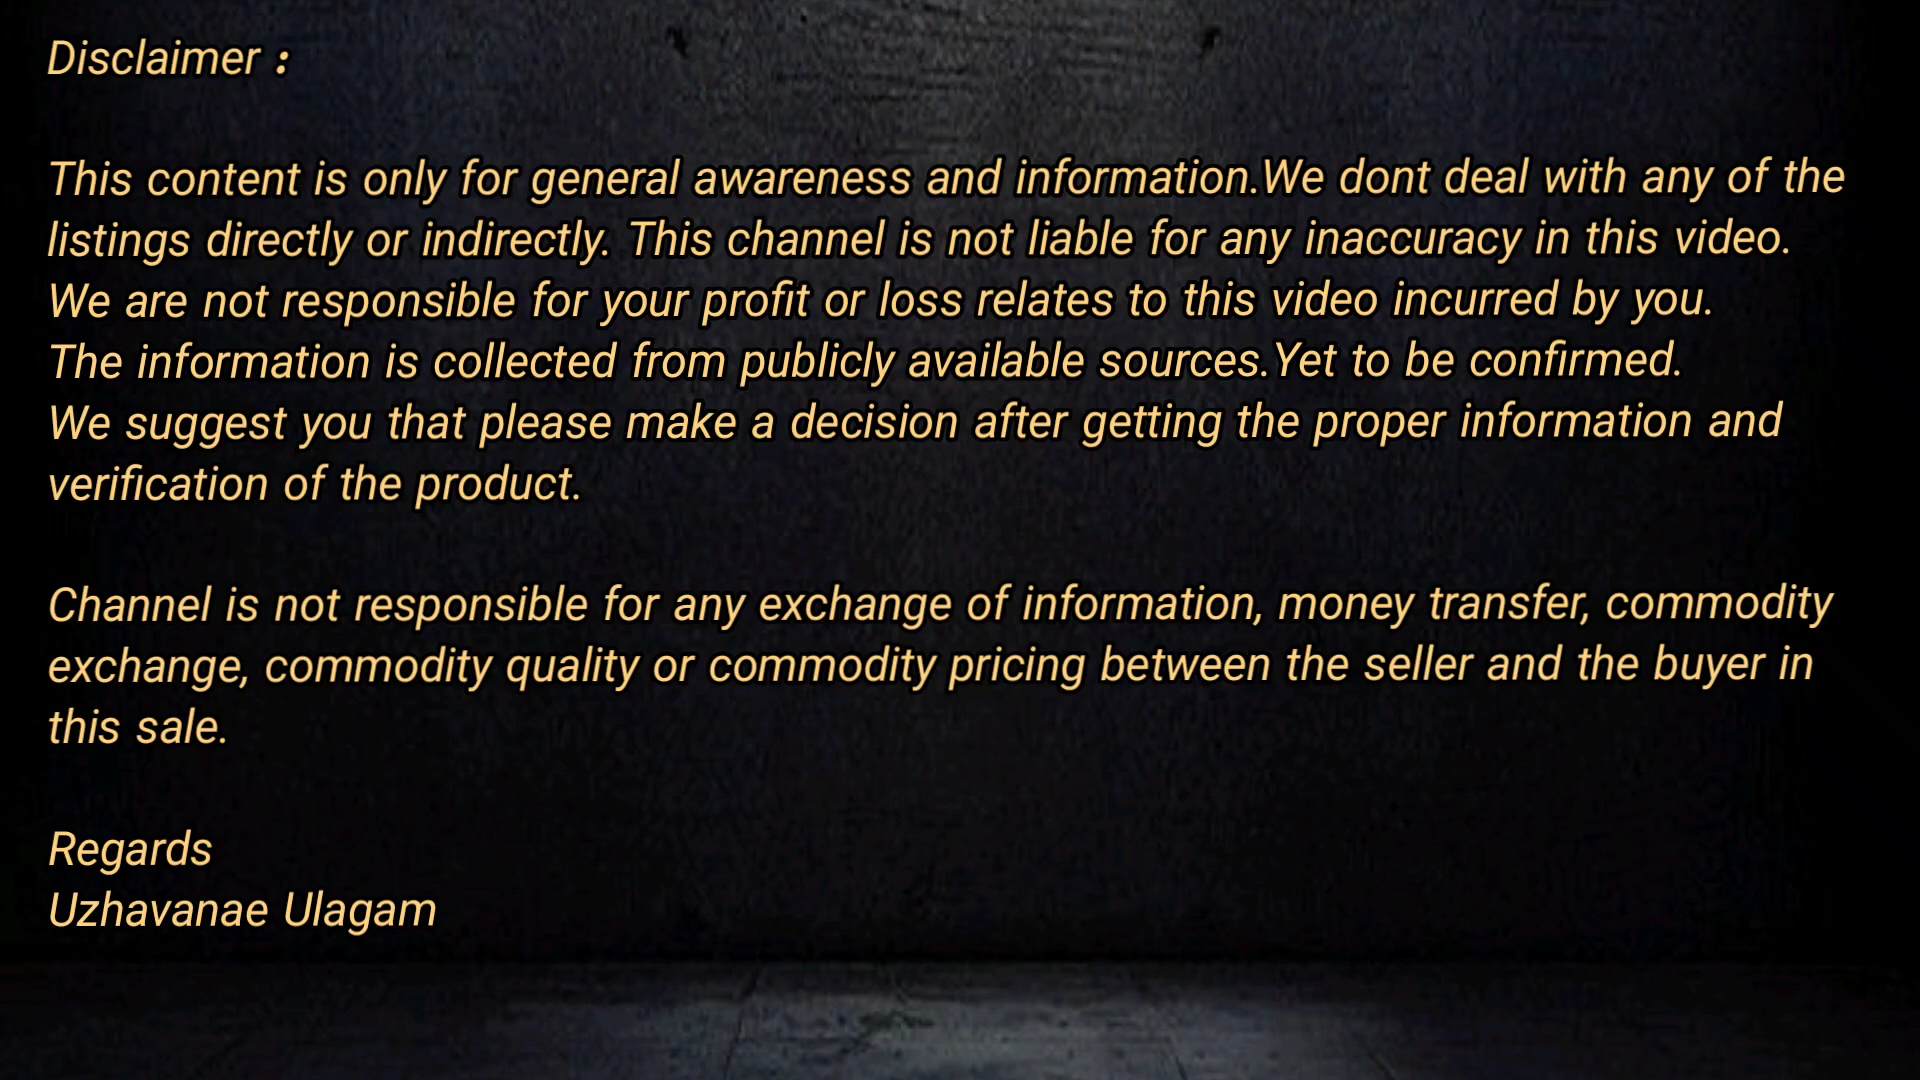 Disclaimer :
This content is only for general awareness and information.We dont deal with any of the
listings directly or indirectly. This channel is not liable for any inaccuracy in this video.
We are not responsible for your profit or loss relates to this video incurred by you.
The information is collected from publicly available sources.Yet to be confirmed.
We suggest you that please make a decision after getting the proper information and
verification of the product.
Channel is not responsible for any exchange of information, money transfer, commodity
exchange, commodity quality or commodity pricing between the seller and the buyer in
this sale.
Regards
Uzhavanae Ulagam